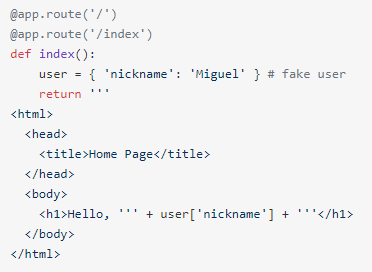 @app.route('/')
@app.route('/index')
def index():
    user = { 'nickname': 'Miguel' } # fake user
    return '''
<html>
  <head>
    <title>Home Page</title>
  </head>
  <body>
    <h1>Hello, ''' + user['nickname'] + '''</h1>
  </body>
</html>